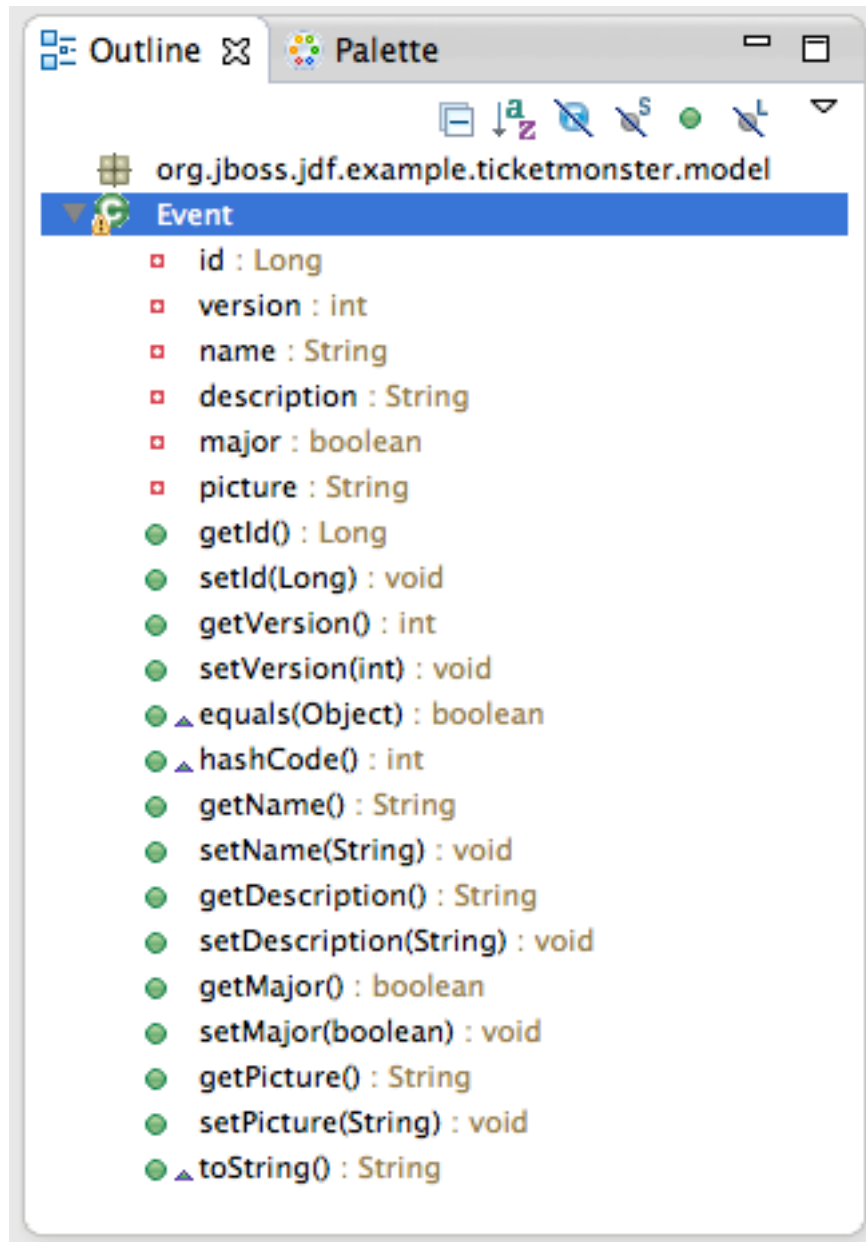 Outline Palette
org.jboss.jdf.example.ticketmonster.model
Event
id : Long
version : int
name : String
description : String
major : boolean
picture : String
getId() : Long
setId(Long) : void
getVersion() : int
setVersion(int) : void
equals(Object) : boolean
hashCode() : int
getName() : String
setName(String) : void
getDescription() : String
setDescription(String) : void
getMajor() : boolean
setMajor(boolean) : void
getPicture() : String
setPicture(String) : void
toString() : String